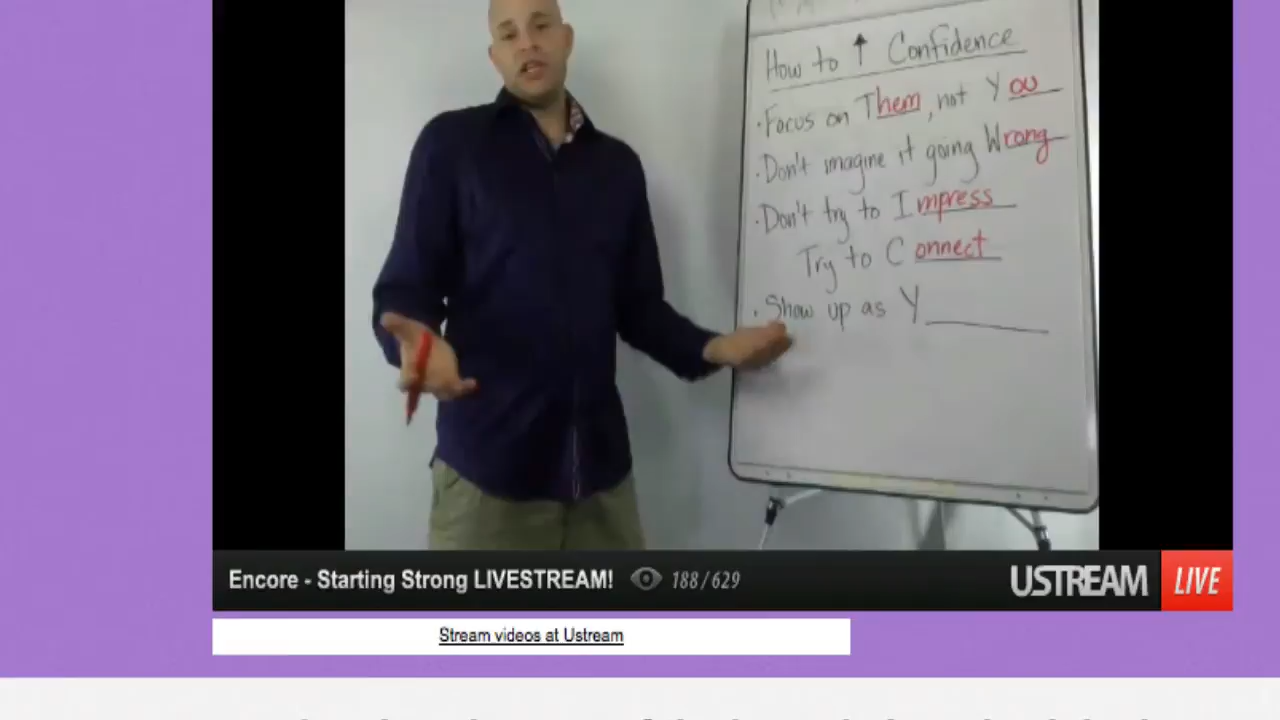 How to ↑ Confidence
• Focus on Them, not You
• Don't imagine it going Wrong
• Don't try to Impress
Try to Connect
• Show up as Y______
Encore - Starting Strong LIVESTREAM! 188/629
USTREAM LIVE
Stream videos at Ustream